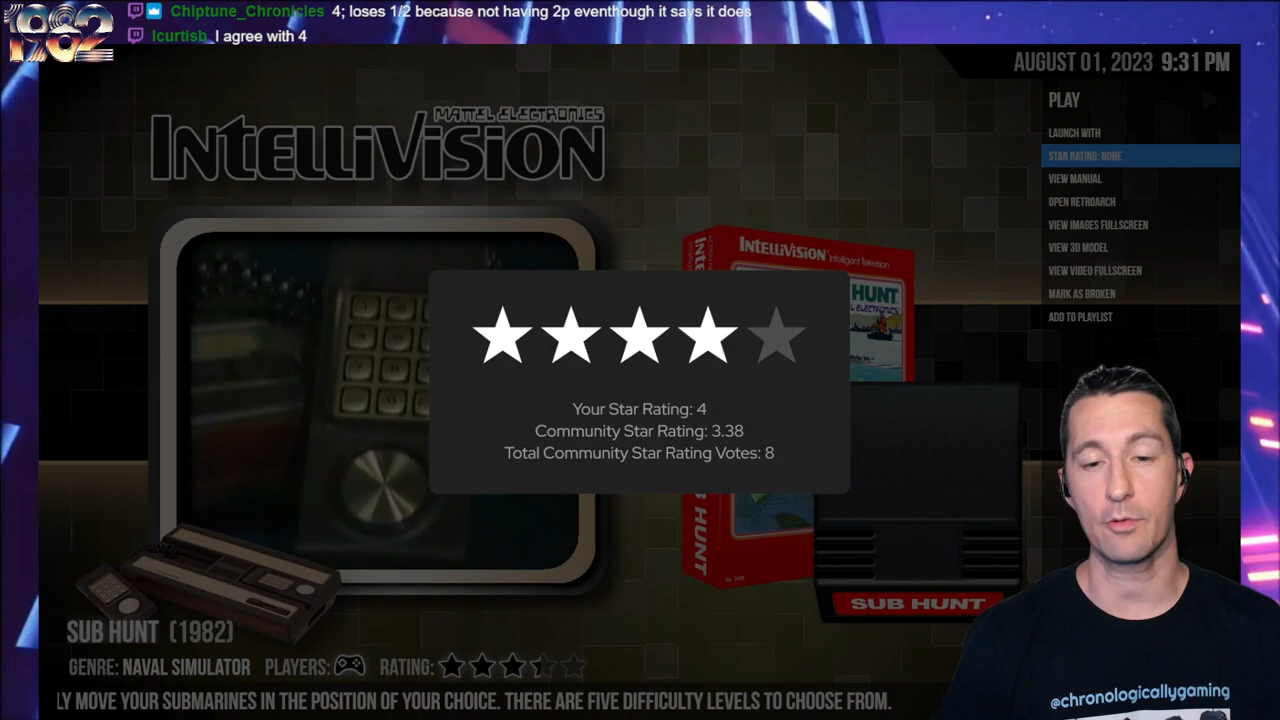 1982
Chiptune_Chronicles 4; loses 1/2 because not having 2p eventhough it says it does
Icurtisb I agree with 4
AUGUST 01, 2023 9:31 PM
MATTEL ELECTRONICS
INTELLIVISION
PLAY
LAUNCH WITH
STAR RATING: NONE
VIEW MANUAL
OPEN RETROARCH
VIEW IMAGES FULLSCREEN
VIEW 3D MODEL
VIEW VIDEO FULLSCREEN
MARK AS BROKEN
ADD TO PLAYLIST
INTELLIVISION Intelligent Television
HUNT
ELECTRONICS
Your Star Rating: 4
Community Star Rating: 3.38
Total Community Star Rating Votes: 8
SUB HUNT
SUB HUNT
SUB HUNT (1982)
GENRE: NAVAL SIMULATOR PLAYERS: RATING:
LY MOVE YOUR SUBMARINES IN THE POSITION OF YOUR CHOICE. THERE ARE FIVE DIFFICULTY LEVELS TO CHOOSE FROM.
@chronologicallygaming